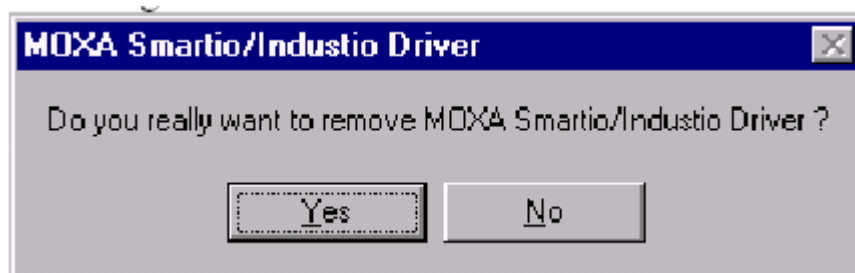 MOXA Smartio/Industio Driver
Do you really want to remove MOXA Smartio/Industio Driver ?
Yes No